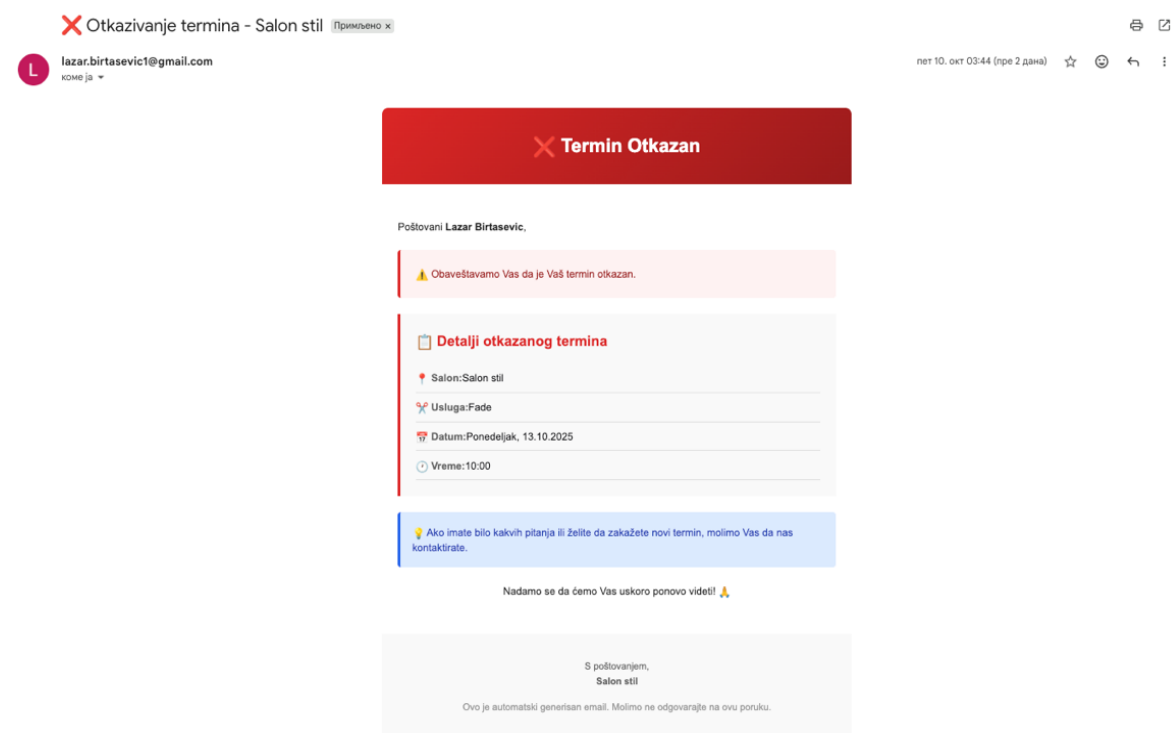 ❌ Otkazivanje termina - Salon stil Примљено ×
L
lazar.birtasevic1@gmail.com
пет 10. окт 03:44 (пре 2 дана)
коме ја
❌ Termin Otkazan
Poštovani Lazar Birtasevic,
⚠️ Obaveštavamo Vas da je Vaš termin otkazan.
📋 Detalji otkazanog termina
📍 Salon:Salon stil
✂️ Usluga:Fade
📅 Datum:Ponedeljak, 13.10.2025
🕐 Vreme:10:00
💡 Ako imate bilo kakvih pitanja ili želite da zakažete novi termin, molimo Vas da nas
kontaktirate.
Nadamo se da ćemo Vas uskoro ponovo videti! 🙏
S poštovanjem,
Salon stil
Ovo je automatski generisan email. Molimo ne odgovarajte na ovu poruku.